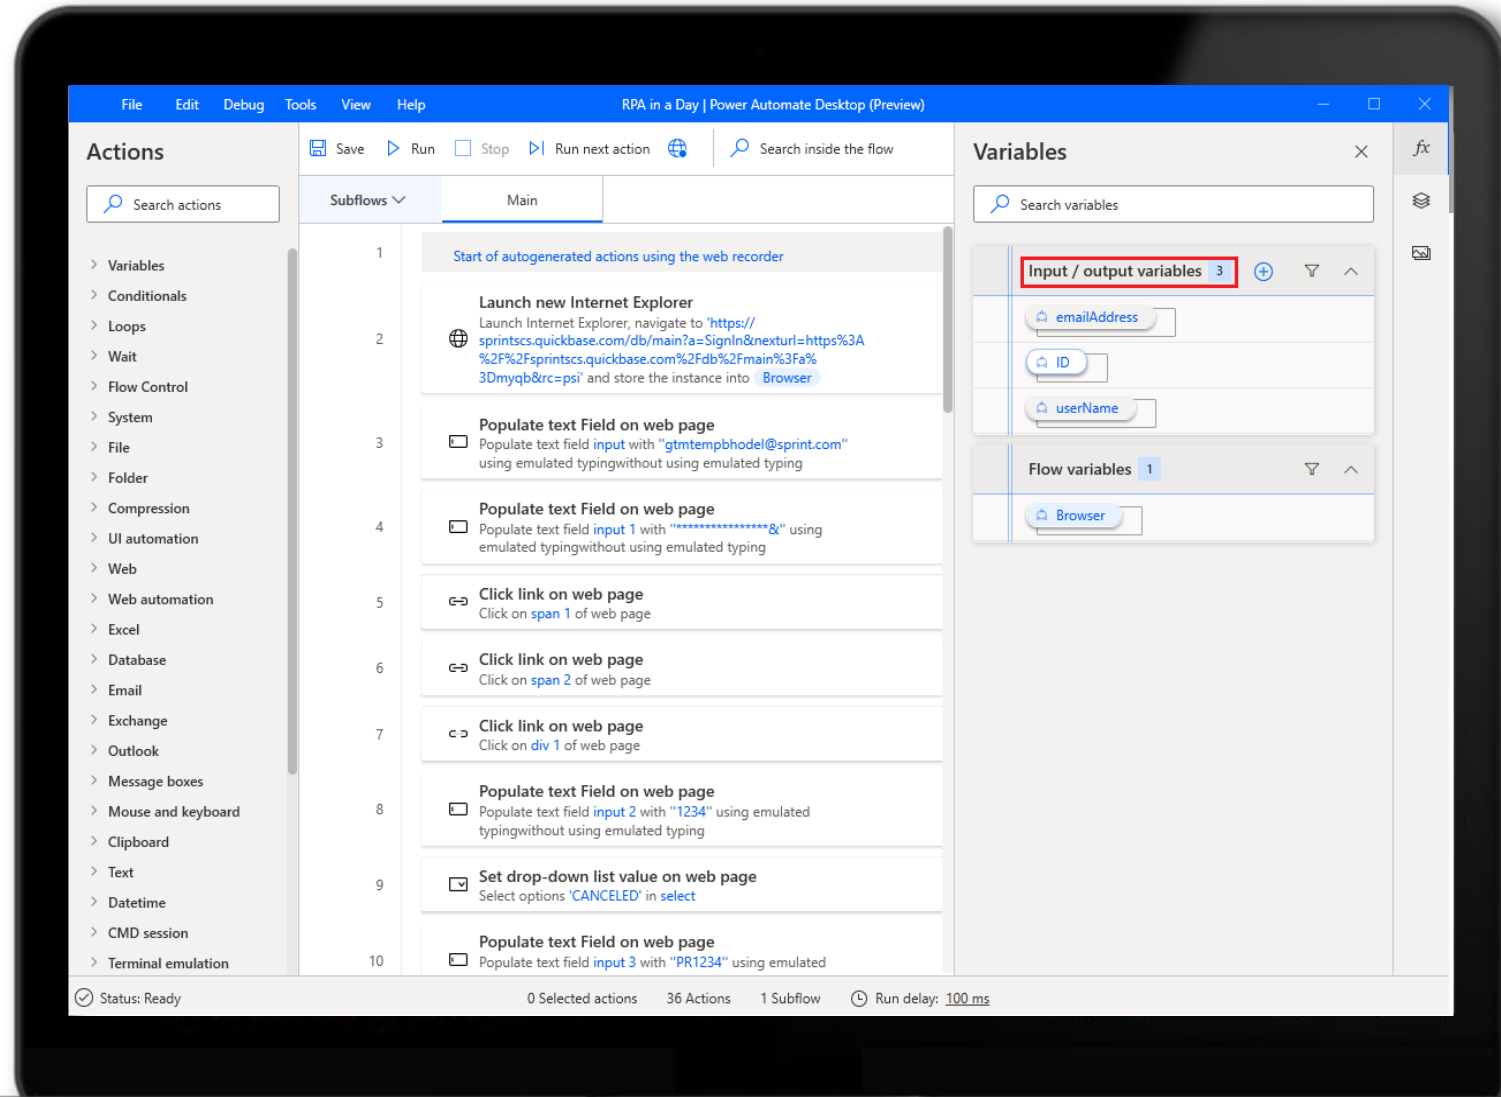 File Edit Debug Tools View Help RPA in a Day | Power Automate Desktop (Preview)
Actions
Search actions
Variables
Conditionals
Loops
Wait
Flow Control
System
File
Folder
Compression
UI automation
Web
Web automation
Excel
Database
Email
Exchange
Outlook
Message boxes
Mouse and keyboard
Clipboard
Text
Datetime
CMD session
Terminal emulation
Save Run Stop Run next action Search inside the flow
Subflows Main
1 Start of autogenerated actions using the web recorder
Launch new Internet Explorer
Launch Internet Explorer, navigate to 'https://
2 sprintscs.quickbase.com/db/main?a=SignIn&nexturl=https%3A
%2F%2Fsprintscs.quickbase.com%2Fdb%2Fmain%3Fa%
3Dmyqb&rc=psi' and store the instance into Browser
Populate text Field on web page
3 Populate text field input with "gtmtempbhodel@sprint.com"
using emulated typingwithout using emulated typing
Populate text Field on web page
4 Populate text field input 1 with "****************&" using
emulated typingwithout using emulated typing
Click link on web page
5 Click on span 1 of web page
Click link on web page
6 Click on span 2 of web page
Click link on web page
7 Click on div 1 of web page
Populate text Field on web page
8 Populate text field input 2 with "1234" using emulated
typingwithout using emulated typing
Set drop-down list value on web page
9 Select options 'CANCELED' in select
Populate text Field on web page
10 Populate text field input 3 with "PR1234" using emulated
Variables
Search variables
Input / output variables 3
emailAddress
ID
userName
Flow variables 1
Browser
fx
Status: Ready 0 Selected actions 36 Actions 1 Subflow Run delay: 100 ms